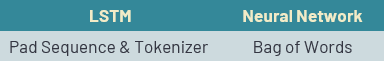 LSTM Neural Network
Pad Sequence & Tokenizer Bag of Words